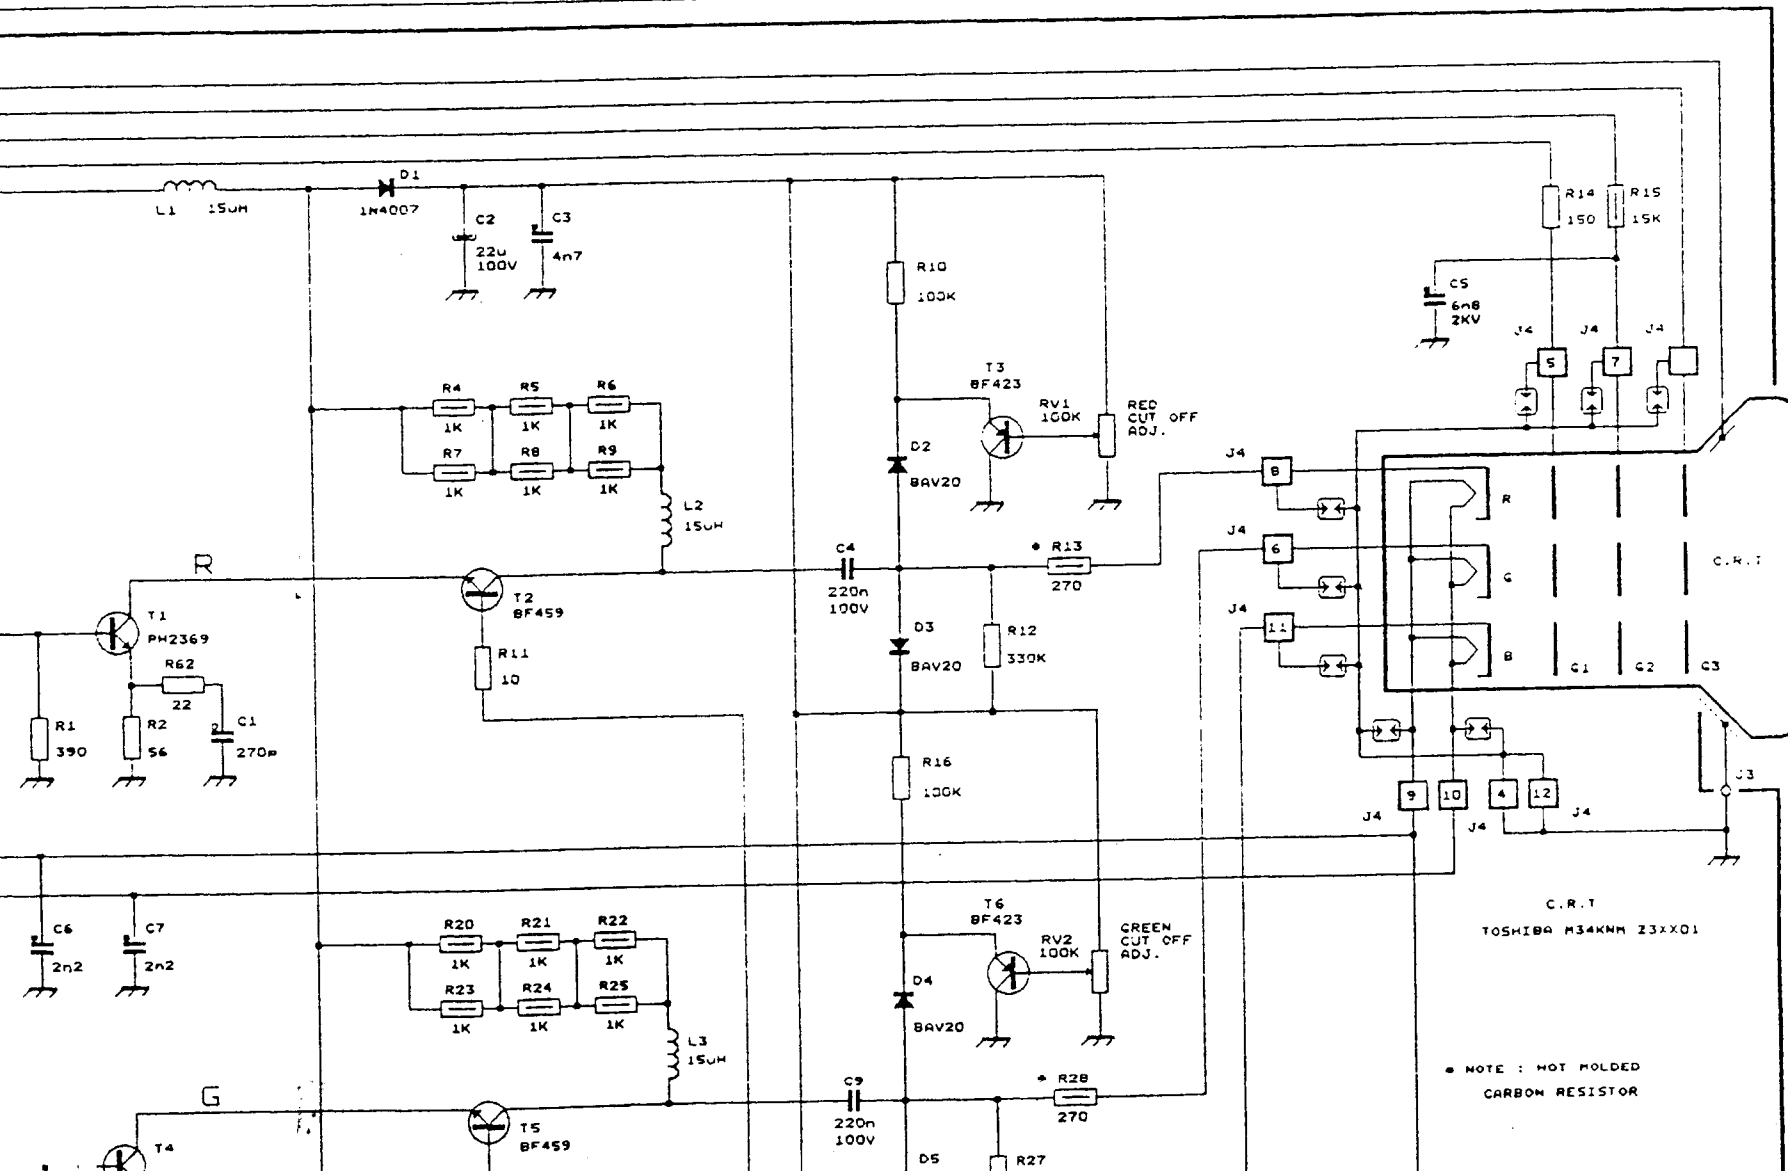 D1
L1 15uH
1N4007
C2
22u
100V
C3
4n7
R10
100K
R14
150
R15
15K
C5
6n8
2KV
J4
J4
J4
5
7
T3
BF423
RV1
100K
RED
CUT OFF
ADJ.
R4
1K
R5
1K
R6
1K
R7
1K
R8
1K
R9
1K
D2
BAV20
L2
15uH
J4
8
J4
6
J4
11
R
G
B
G1
G2
G3
C.R.T
R
C4
220n
100V
* R13
270
T2
BF459
T1
PH2369
R11
10
D3
BAV20
R12
330K
R62
22
R1
390
R2
56
C1
270p
R16
100K
9
10
4
12
J4
J4
J4
J3
C6
2n2
C7
2n2
R20
1K
R21
1K
R22
1K
R23
1K
R24
1K
R25
1K
T6
BF423
RV2
100K
GREEN
CUT OFF
ADJ.
C.R.T
TOSHIBA M34KNM 23XX01
D4
BAV20
L3
15uH
* NOTE : NOT MOLDED
CARBON RESISTOR
G
C9
220n
100V
* R28
270
T5
BF459
T4
D5
R27